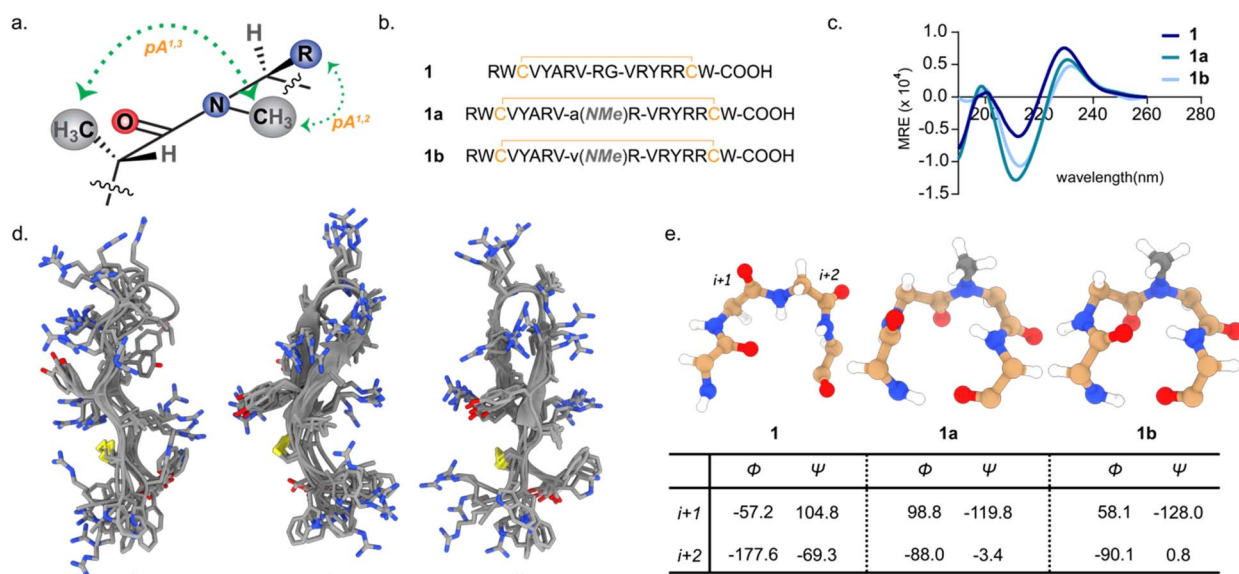 a.
H
R
pA1,3
O
N
H3C
CH3
H
pA1,2
b.
1 RWCVYARV-RG-VRYRRCW-COOH
1a RWCVYARV-a(NMe)R-VRYRRCW-COOH
1b RWCVYARV-v(NMe)R-VRYRRCW-COOH
c.
MRE (x 10⁴)
1.0
0.5
0.0
-0.5
-1.0
-1.5
200 220 240 260
wavelength(nm)
1
1a
1b
d.
e.
i+1 i+2
1 1a 1b
Φ Ψ Φ Ψ Φ Ψ
i+1 -57.2 104.8 98.8 -119.8 58.1 -128.0
i+2 -177.6 -69.3 -88.0 -3.4 -90.1 0.8